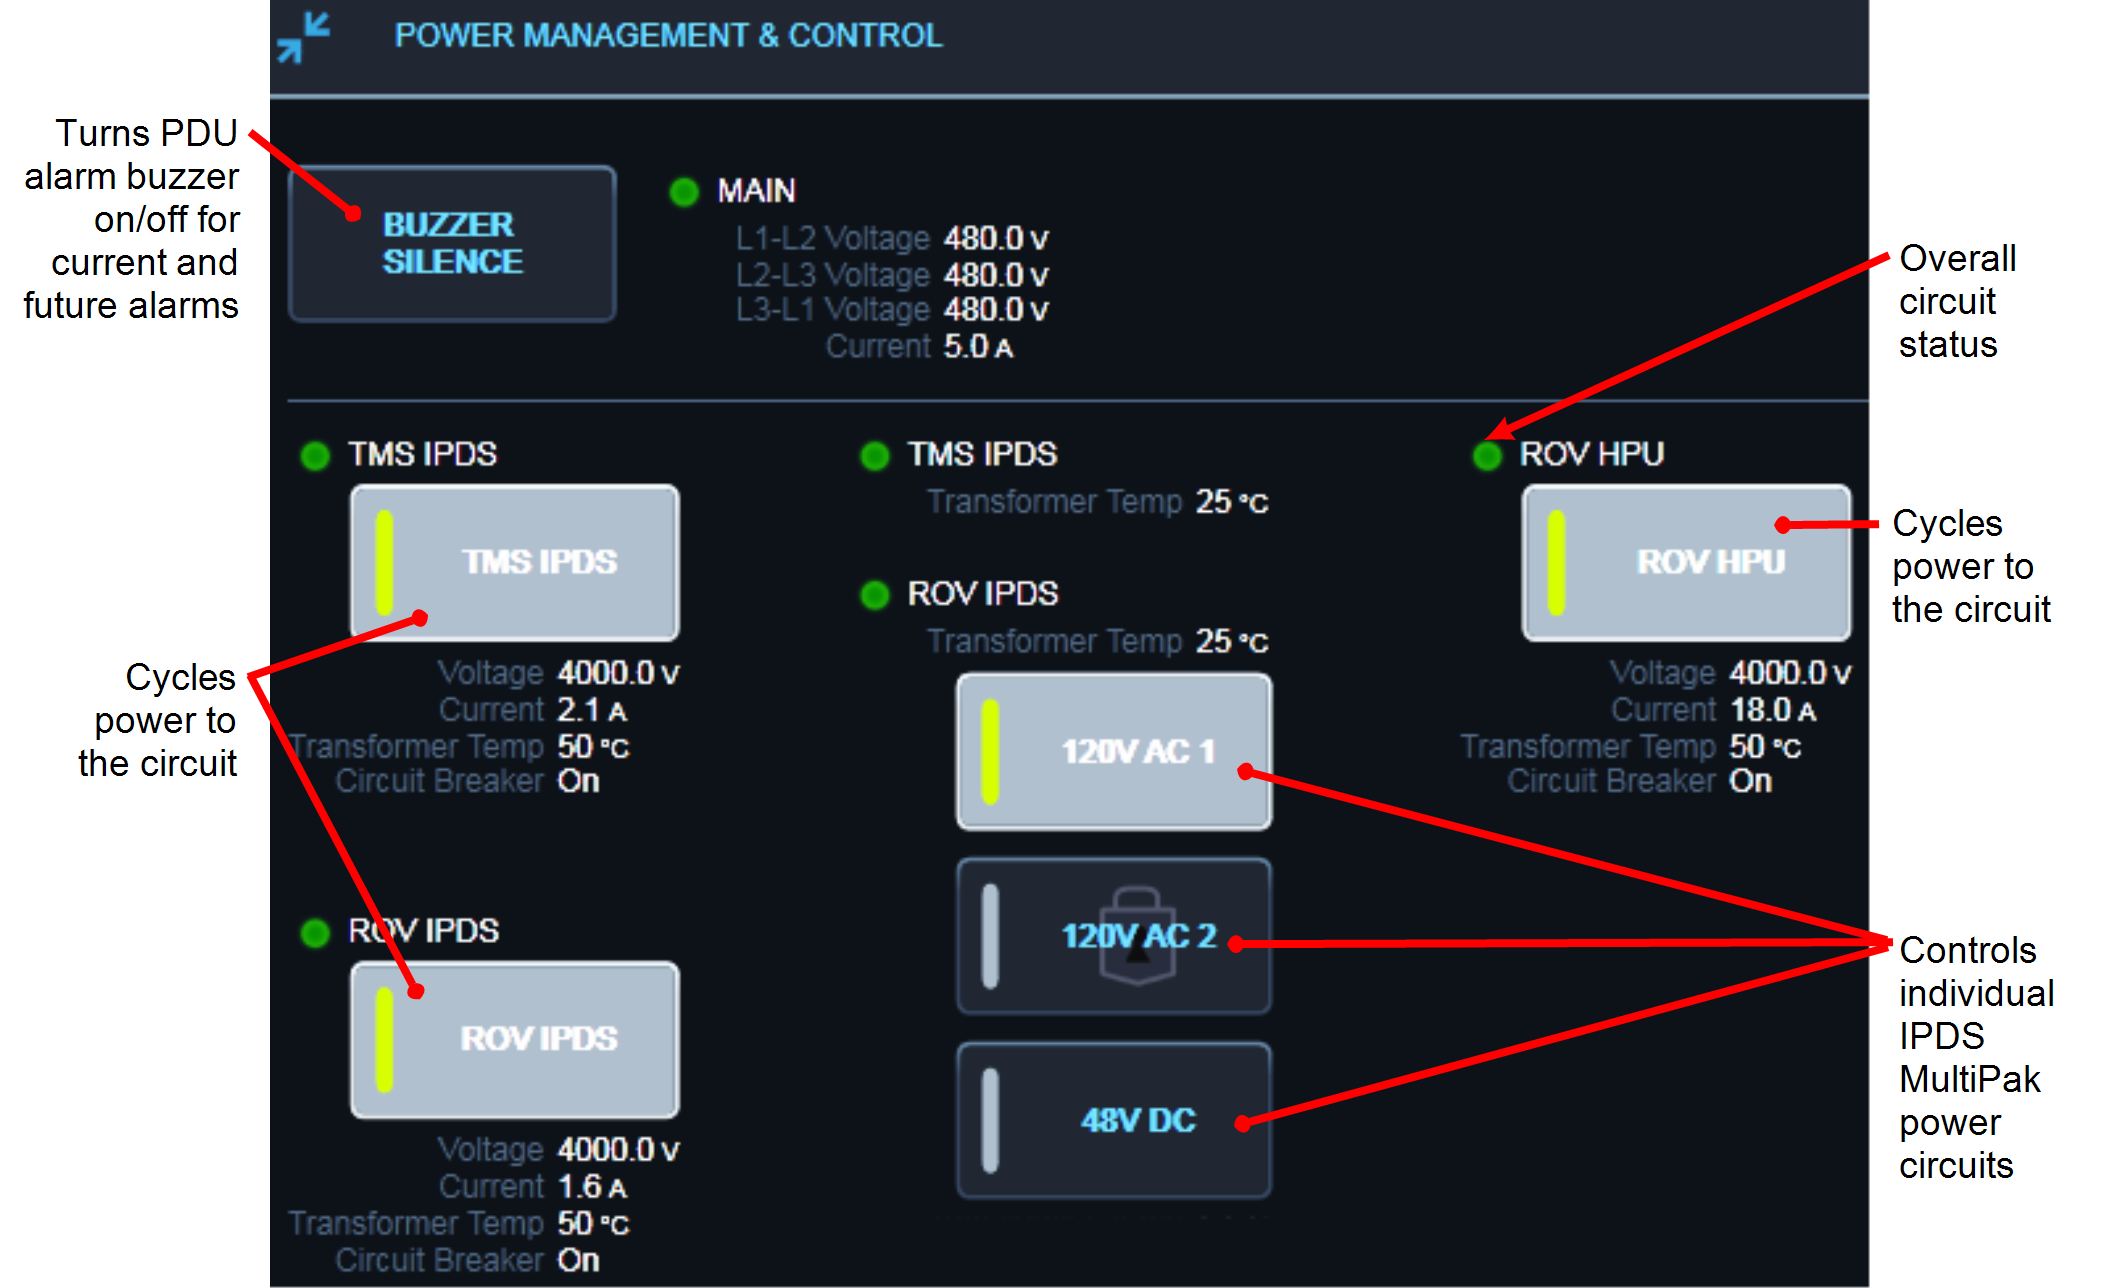 POWER MANAGEMENT & CONTROL
Turns PDU
alarm buzzer
on/off for
current and
future alarms
BUZZER
SILENCE
MAIN
L1-L2 Voltage 480.0 V
L2-L3 Voltage 480.0 V
L3-L1 Voltage 480.0 V
Current 5.0 A
Overall
circuit
status
TMS IPDS
TMS IPDS
Voltage 4000.0 V
Current 2.1 A
Transformer Temp 50 °C
Circuit Breaker On
Cycles
power to
the circuit
ROV IPDS
ROV IPDS
Voltage 4000.0 V
Current 1.6 A
Transformer Temp 50 °C
Circuit Breaker On
TMS IPDS
Transformer Temp 25 °C
ROV IPDS
Transformer Temp 25 °C
120V AC 1
120V AC 2
48V DC
ROV HPU
ROV HPU
Voltage 4000.0 V
Current 18.0 A
Transformer Temp 50 °C
Circuit Breaker On
Cycles
power to
the circuit
Controls
individual
IPDS
MultiPak
power
circuits